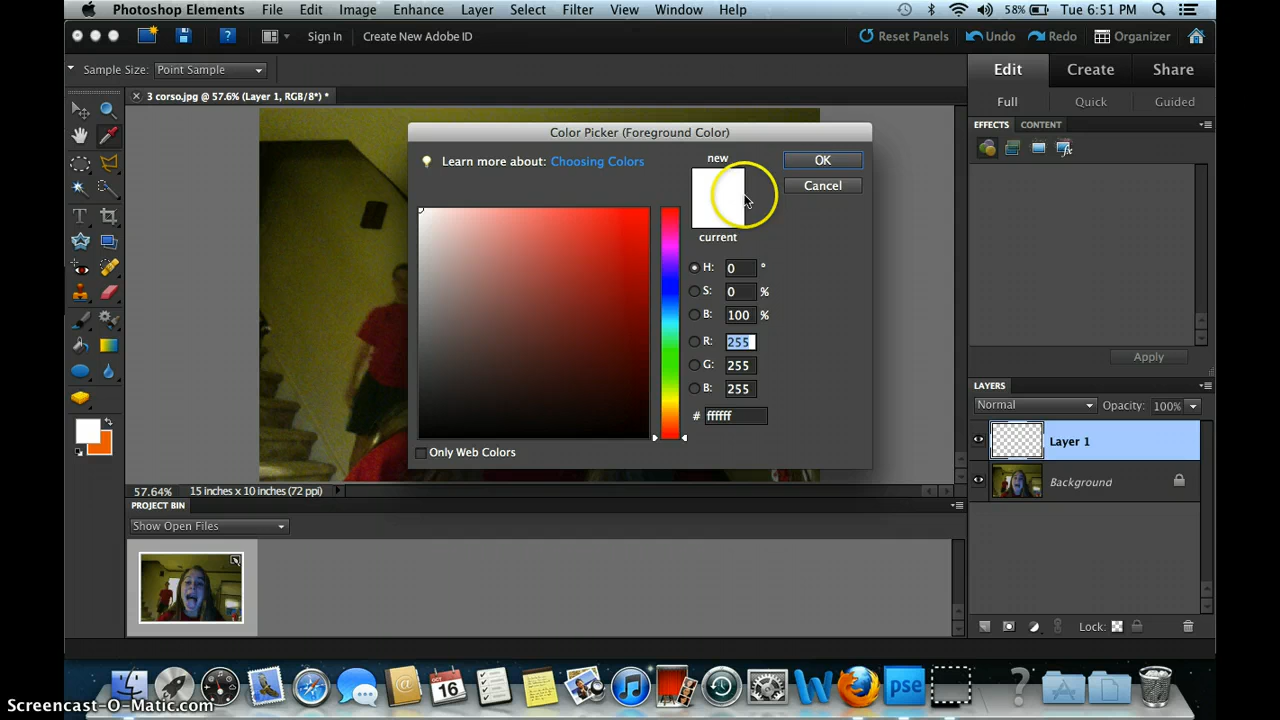 Photoshop Elements File Edit Image Enhance Layer Select Filter View Window Help 58% Tue 6:51 PM
Sign In Create New Adobe ID Reset Panels Undo Redo Organizer
Sample Size: Point Sample Edit Create Share
3 corso.jpg @ 57.6% (Layer 1, RGB/8*) * Full Quick Guided
EFFECTS CONTENT
Color Picker (Foreground Color)
Learn more about: Choosing Colors
new
OK
Cancel
current
H: 0 °
S: 0 %
B: 100 %
R: 255
G: 255
B: 255
# ffffff
Only Web Colors
Apply
LAYERS
Normal Opacity: 100%
Layer 1
Background
57.64% 15 inches x 10 inches (72 ppi)
PROJECT BIN
Show Open Files
Lock:
OCT
16
W
pse
Screencast-O-Matic.com